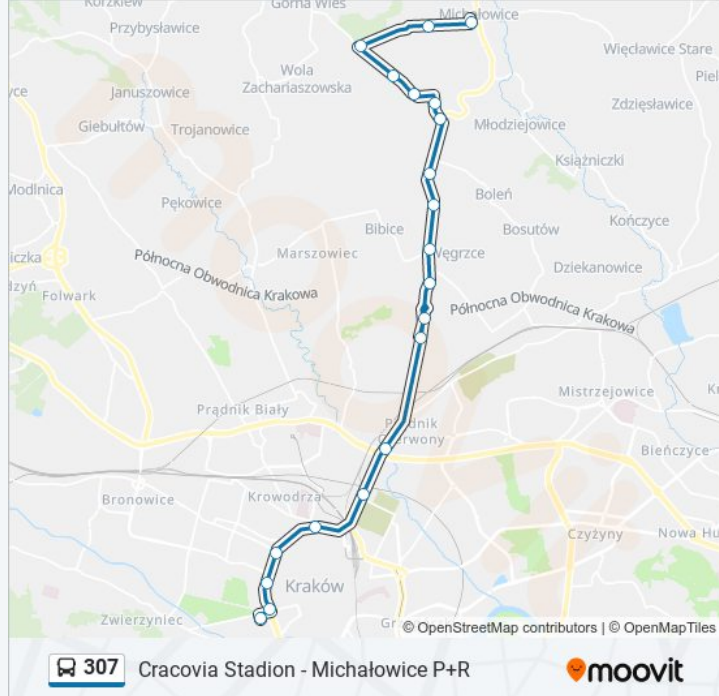 Korzkiew
Górna Wieś
Michałowice
Przybysławice
Więcławice Stare
Wola
Zachariaszowska
Januszowice
Zdzięsławice
Giebułtów
Trojanowice
Młodziejowice
Książniczki
Modlnica
Boleń
Pękowice
Kończyce
Bibice
Bosutów
Marszowiec
Węgrzce
Dziekanowice
Północna Obwodnica Krakowa
Folwark
Północna Obwodnica Krakowa
Mistrzejowice
Prądnik Biały
Prądnik
Czerwony
Bieńczyce
Bronowice
Krowodrza
Czyżyny
Nowa Hu
Kraków
Zwierzyniec
© OpenStreetMap contributors | © OpenMapTiles
307 Cracovia Stadion - Michałowice P+R
moovit